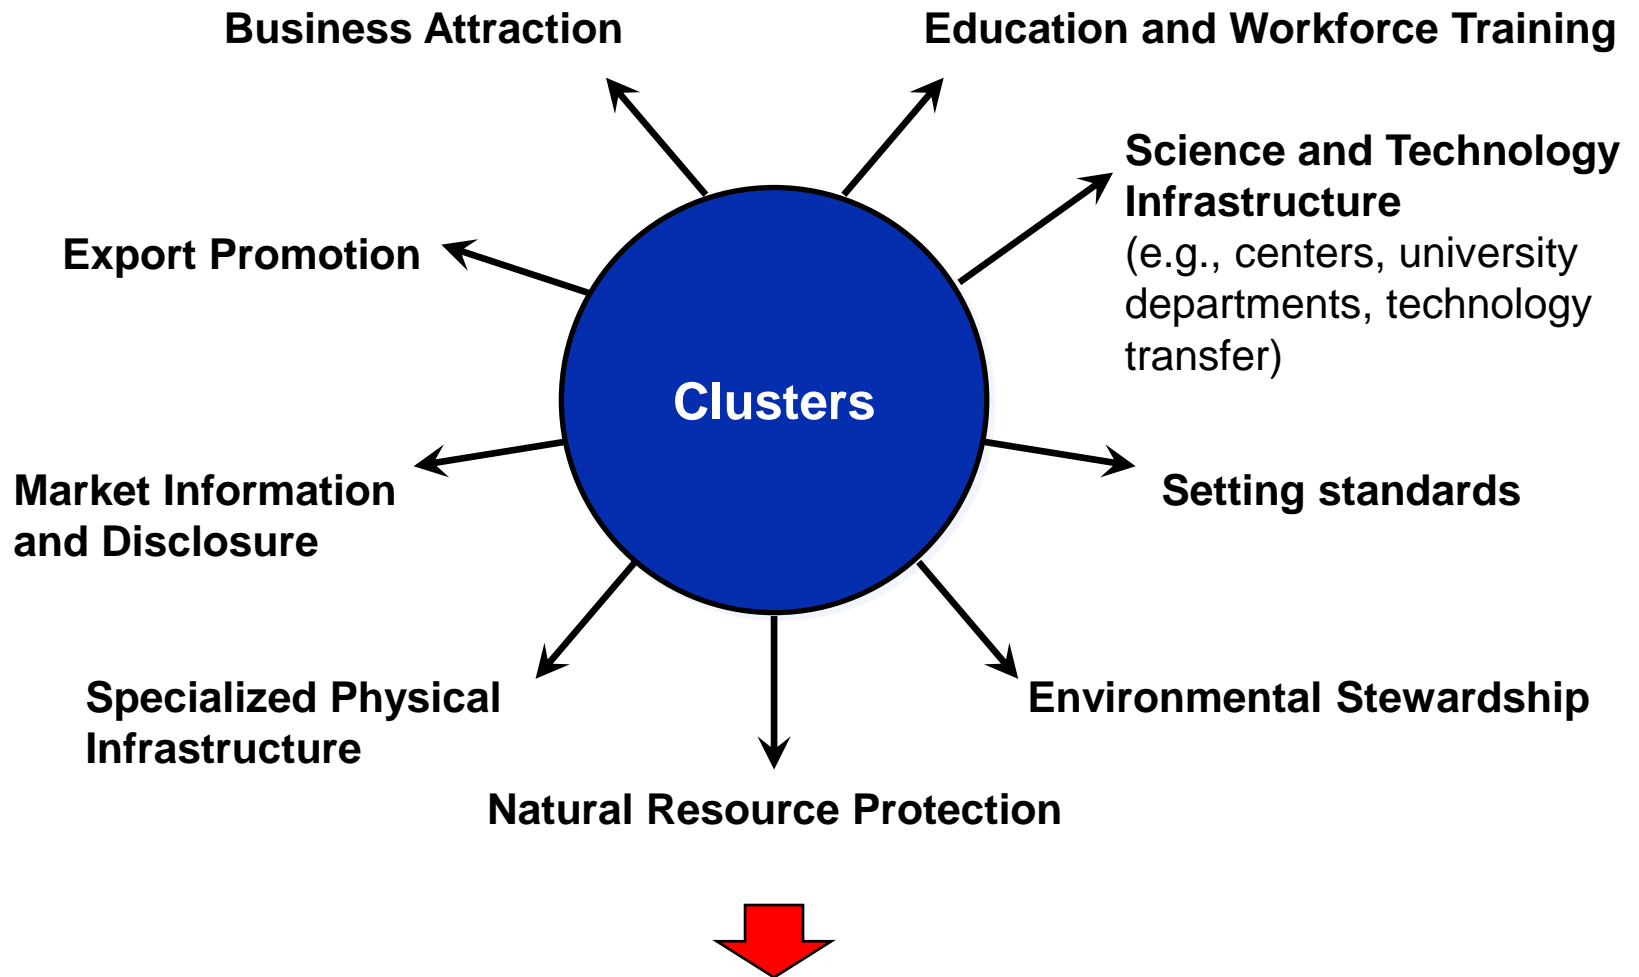 Business Attraction
Education and Workforce Training
Science and Technology
Infrastructure
(e.g., centers, university
departments, technology
transfer)
Export Promotion
Clusters
Market Information
and Disclosure
Setting standards
Specialized Physical
Infrastructure
Environmental Stewardship
Natural Resource Protection